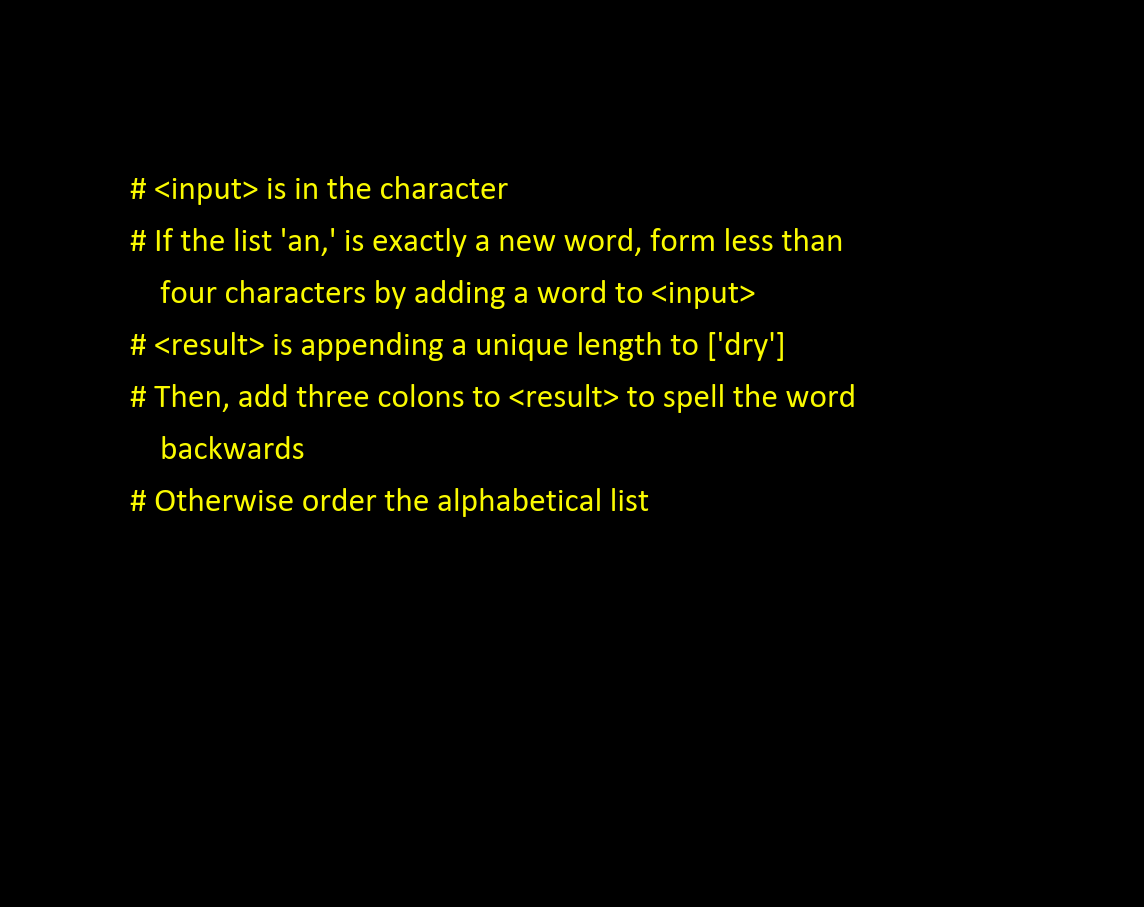 # <input> is in the character
# If the list 'an,' is exactly a new word, form less than
four characters by adding a word to <input>
# <result> is appending a unique length to ['dry']
# Then, add three colons to <result> to spell the word
backwards
# Otherwise order the alphabetical list